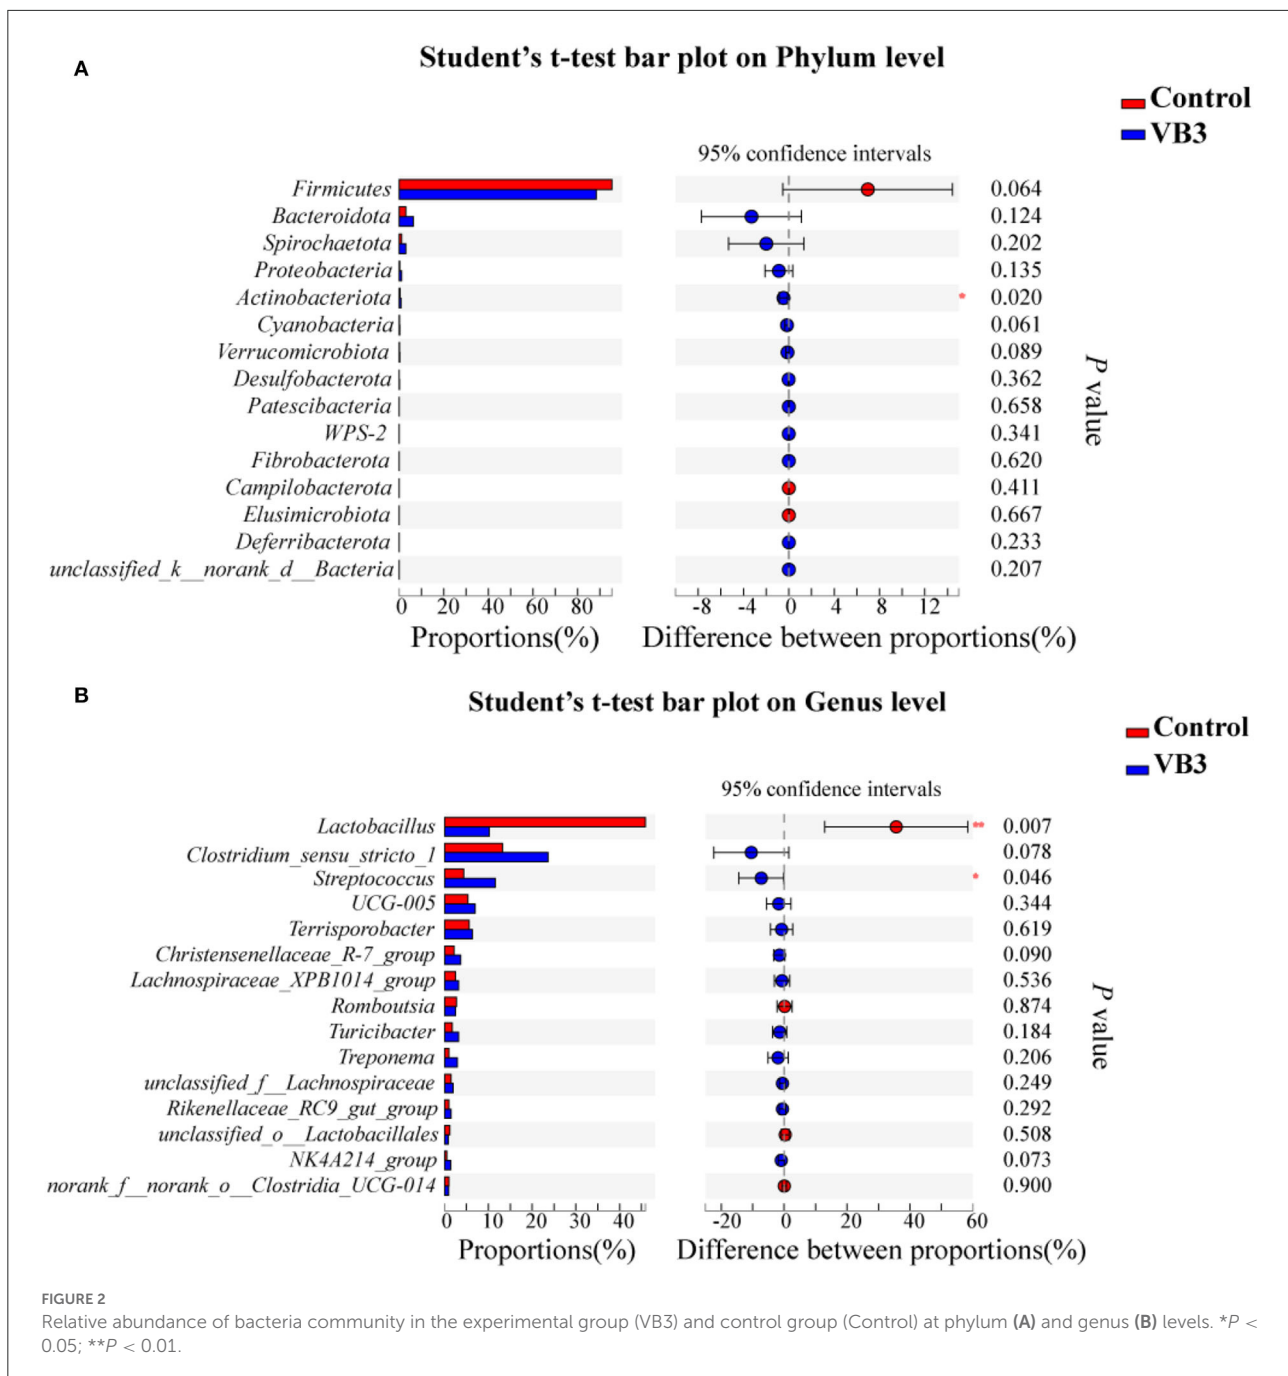 A
Student's t-test bar plot on Phylum level
Control
VB3
95% confidence intervals
Firmicutes 0.064
Bacteroidota 0.124
Spirochaetota 0.202
Proteobacteria 0.135
Actinobacteriota * 0.020
Cyanobacteria 0.061
Verrucomicrobiota 0.089
Desulfobacterota 0.362
Patescibacteria 0.658
WPS-2 0.341
Fibrobacterota 0.620
Campilobacterota 0.411
Elusimicrobiota 0.667
Deferribacterota 0.233
unclassified_k__norank_d__Bacteria 0.207
P value
0 20 40 60 80 -8 -4 0 4 8 12
Proportions(%) Difference between proportions(%)
B
Student's t-test bar plot on Genus level
Control
VB3
95% confidence intervals
Lactobacillus ** 0.007
Clostridium_sensu_stricto_1 0.078
Streptococcus * 0.046
UCG-005 0.344
Terrisporobacter 0.619
Christensenellaceae_R-7_group 0.090
Lachnospiraceae_XPB1014_group 0.536
Romboutsia 0.874
Turicibacter 0.184
Treponema 0.206
unclassified_f__Lachnospiraceae 0.249
Rikenellaceae_RC9_gut_group 0.292
unclassified_o__Lactobacillales 0.508
NK4A214_group 0.073
norank_f__norank_o__Clostridia_UCG-014 0.900
P value
0 10 20 30 40 -20 0 20 40 60
Proportions(%) Difference between proportions(%)
FIGURE 2
Relative abundance of bacteria community in the experimental group (VB3) and control group (Control) at phylum (A) and genus (B) levels. *P <
0.05; **P < 0.01.